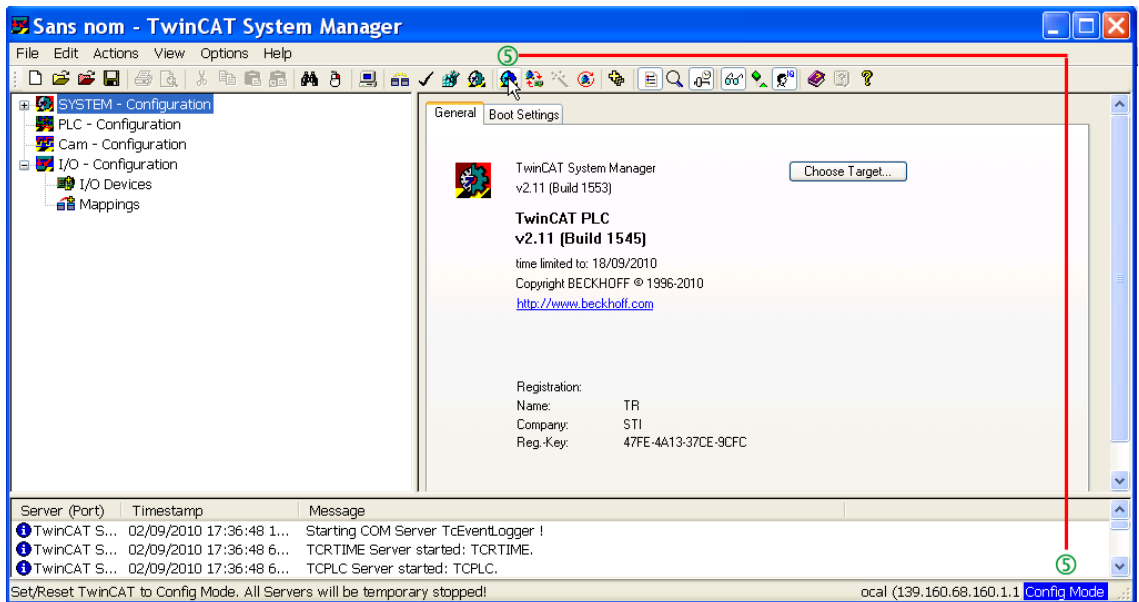 Sans nom - TwinCAT System Manager
File Edit Actions View Options Help
⑤
SYSTEM - Configuration
PLC - Configuration
Cam - Configuration
I/O - Configuration
I/O Devices
Mappings
General Boot Settings
TwinCAT System Manager
v2.11 (Build 1553)
Choose Target...
TwinCAT PLC
v2.11 (Build 1545)
time limited to: 18/09/2010
Copyright BECKHOFF © 1996-2010
http://www.beckhoff.com
Registration:
Name: TR
Company: STI
Reg.-Key: 47FE-4A13-37CE-9CFC
Server (Port) Timestamp Message
TwinCAT S... 02/09/2010 17:36:48 1... Starting COM Server TcEventLogger !
TwinCAT S... 02/09/2010 17:36:48 6... TCRTIME Server started: TCRTIME.
TwinCAT S... 02/09/2010 17:36:48 6... TCPLC Server started: TCPLC.
⑤
Set/Reset TwinCAT to Config Mode. All Servers will be temporary stopped! ocal (139.160.68.160.1.1 Config Mode